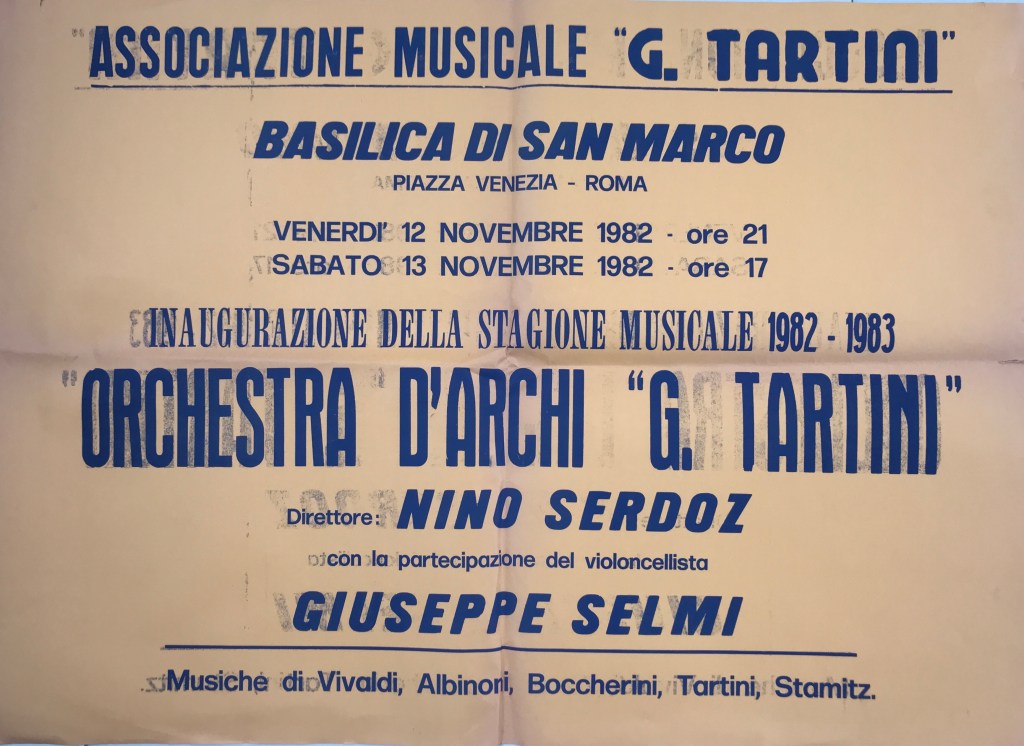 ASSOCIAZIONE MUSICALE "G. TARTINI"
BASILICA DI SAN MARCO
PIAZZA VENEZIA - ROMA
VENERDI' 12 NOVEMBRE 1982 - ore 21
SABATO 13 NOVEMBRE 1982 - ore 17
INAUGURAZIONE DELLA STAGIONE MUSICALE 1982 - 1983
ORCHESTRA D'ARCHI "G. TARTINI"
Direttore: NINO SERDOZ
con la partecipazione del violoncellista
GIUSEPPE SELMI
Musiche di Vivaldi, Albinoni, Boccherini, Tartini, Stamitz.